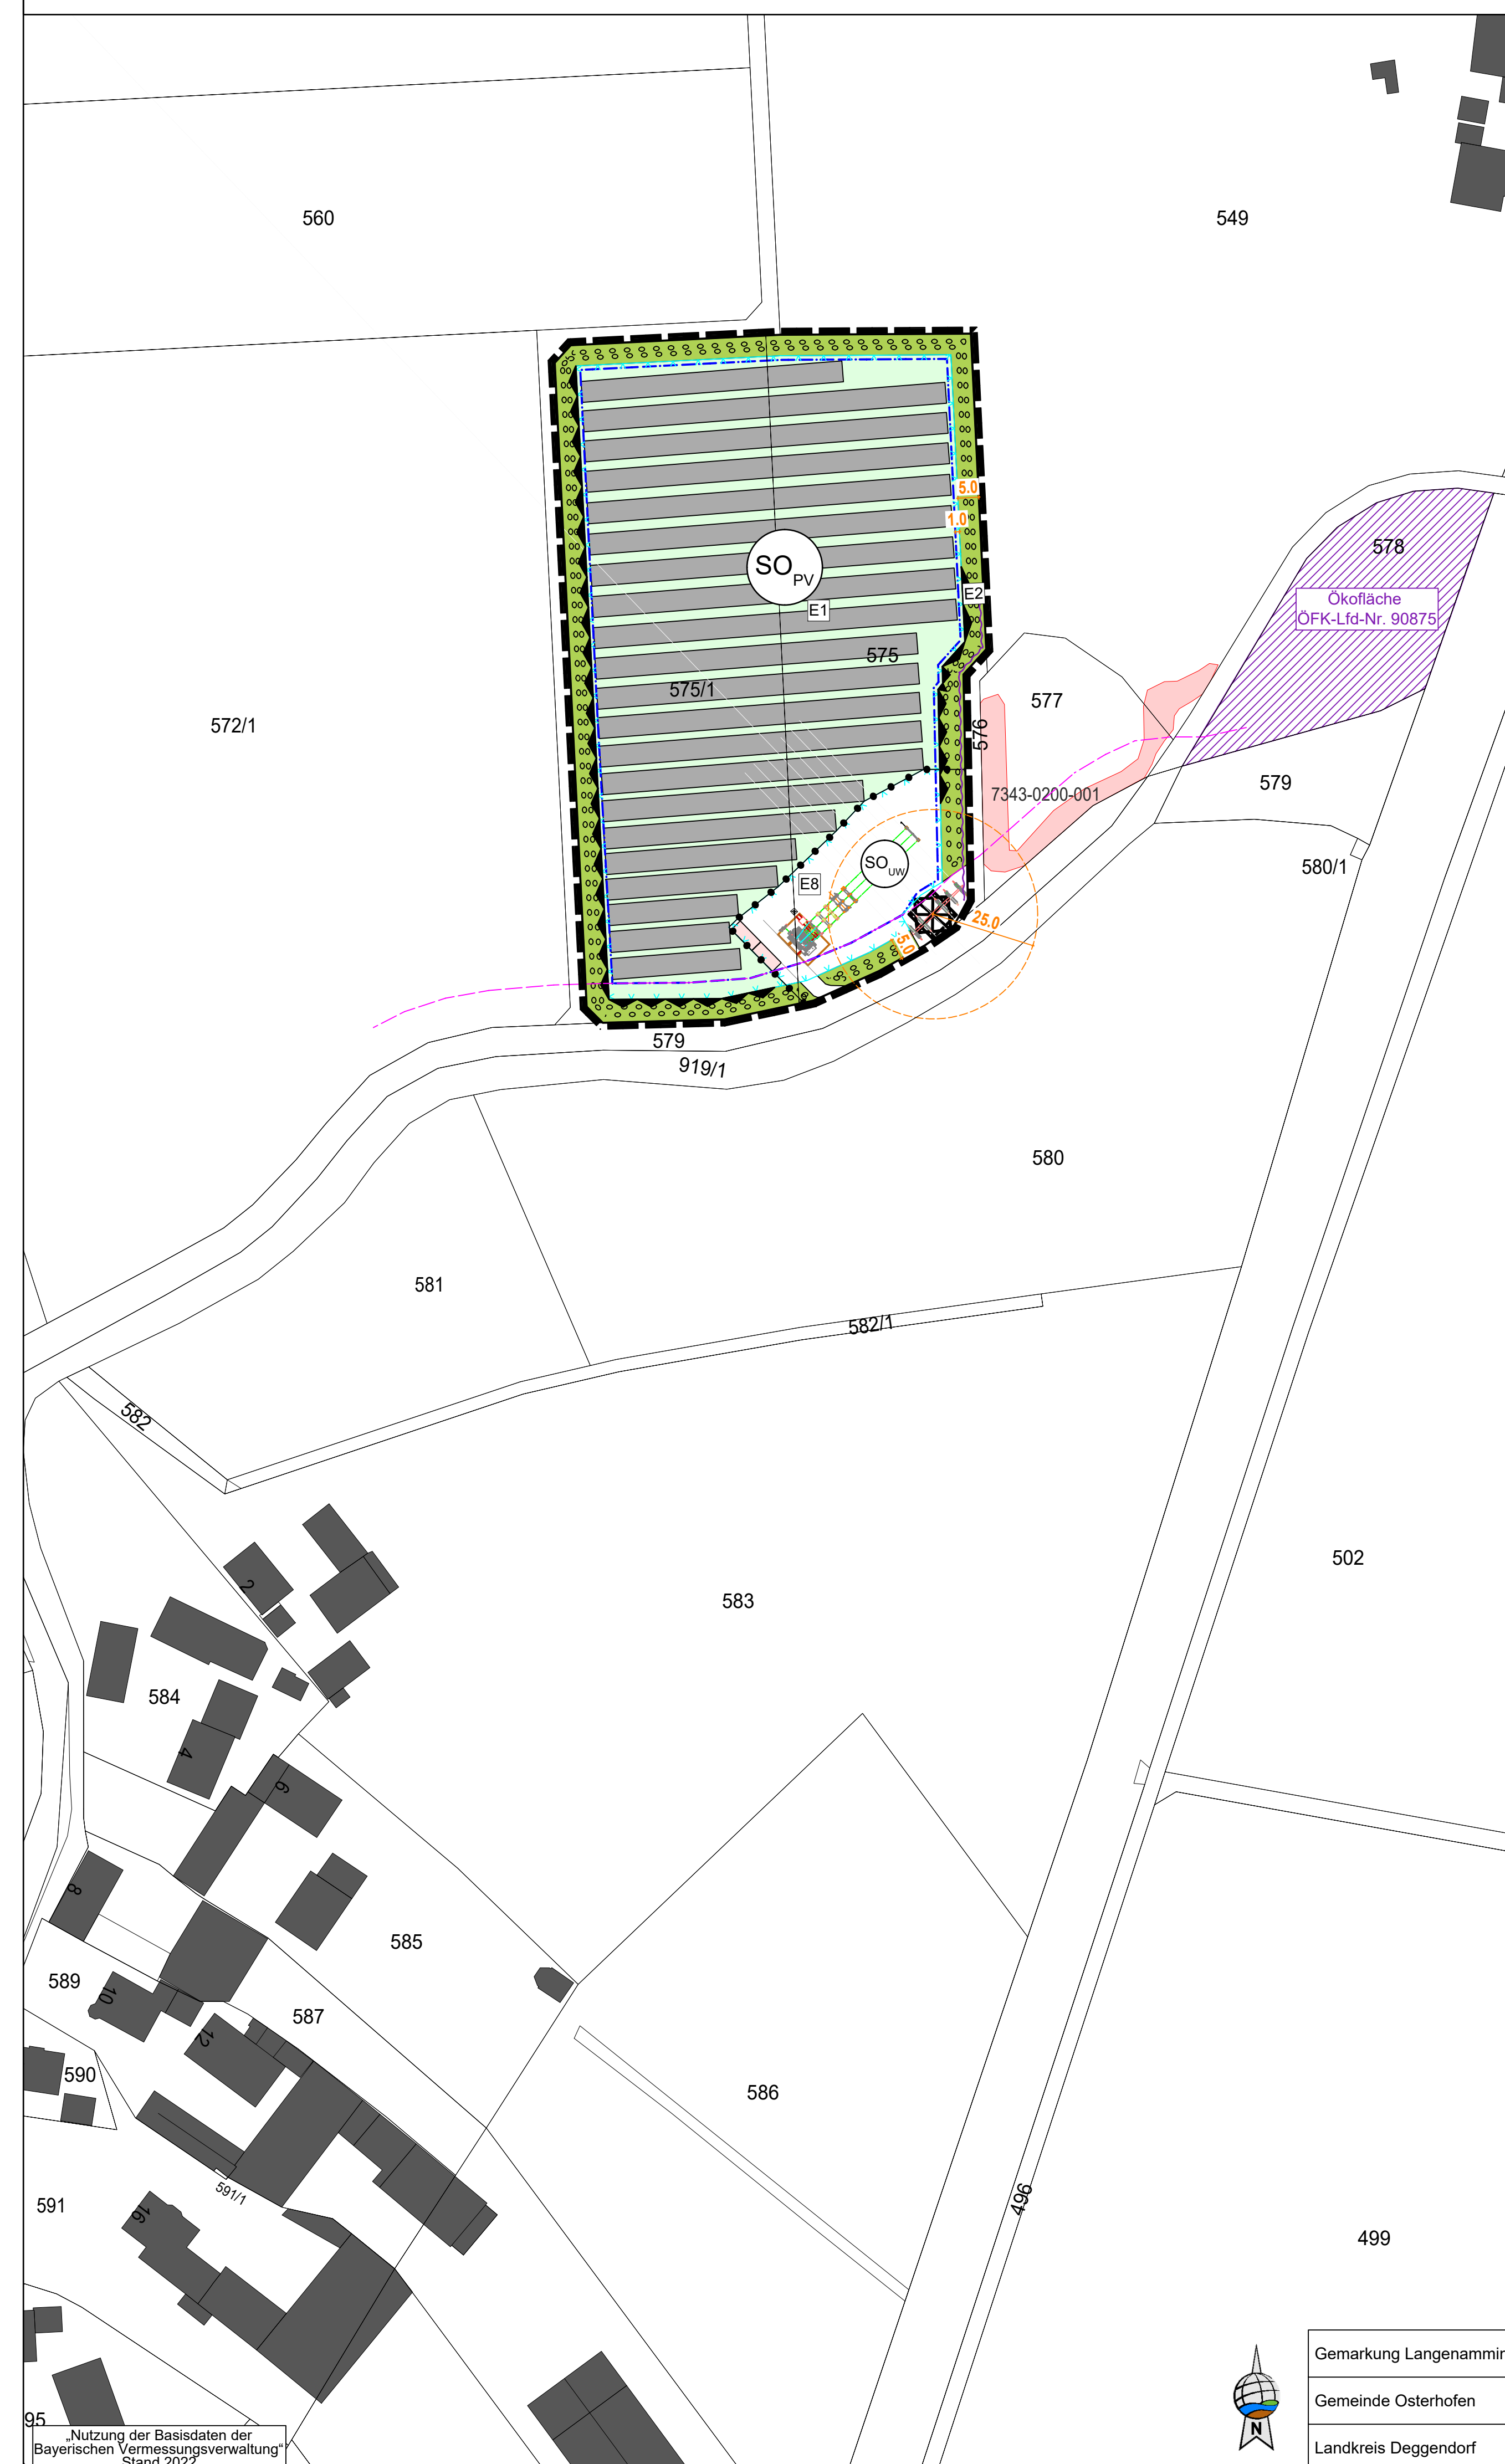 560
549
5.0
1.0
578
SO PV
E2
Ökofläche
ÖFK-Lfd-Nr. 90875
E1
575
575/1
577
572/1
576
579
7343-0200-001
SO UW
580/1
E8
25.0
5.0
579
919/1
580
581
582/1
582
502
583
2
584
4
6
8
585
589
10
587
12
590
586
591/1
591
16
496
499
Gemarkung Langenammin
Gemeinde Osterhofen
N
95
„Nutzung der Basisdaten der
Bayerischen Vermessungsverwaltung“
Stand 2022
Landkreis Deggendorf